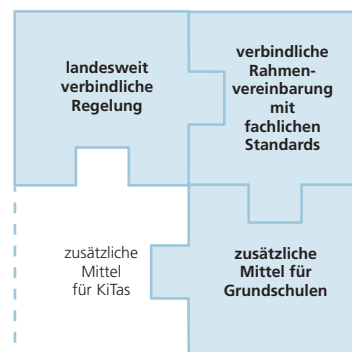 landesweit
verbindliche
Regelung
verbindliche
Rahmen-
vereinbarung
mit
fachlichen
Standards
zusätzliche
Mittel
für KiTas
zusätzliche
Mittel für
Grundschulen